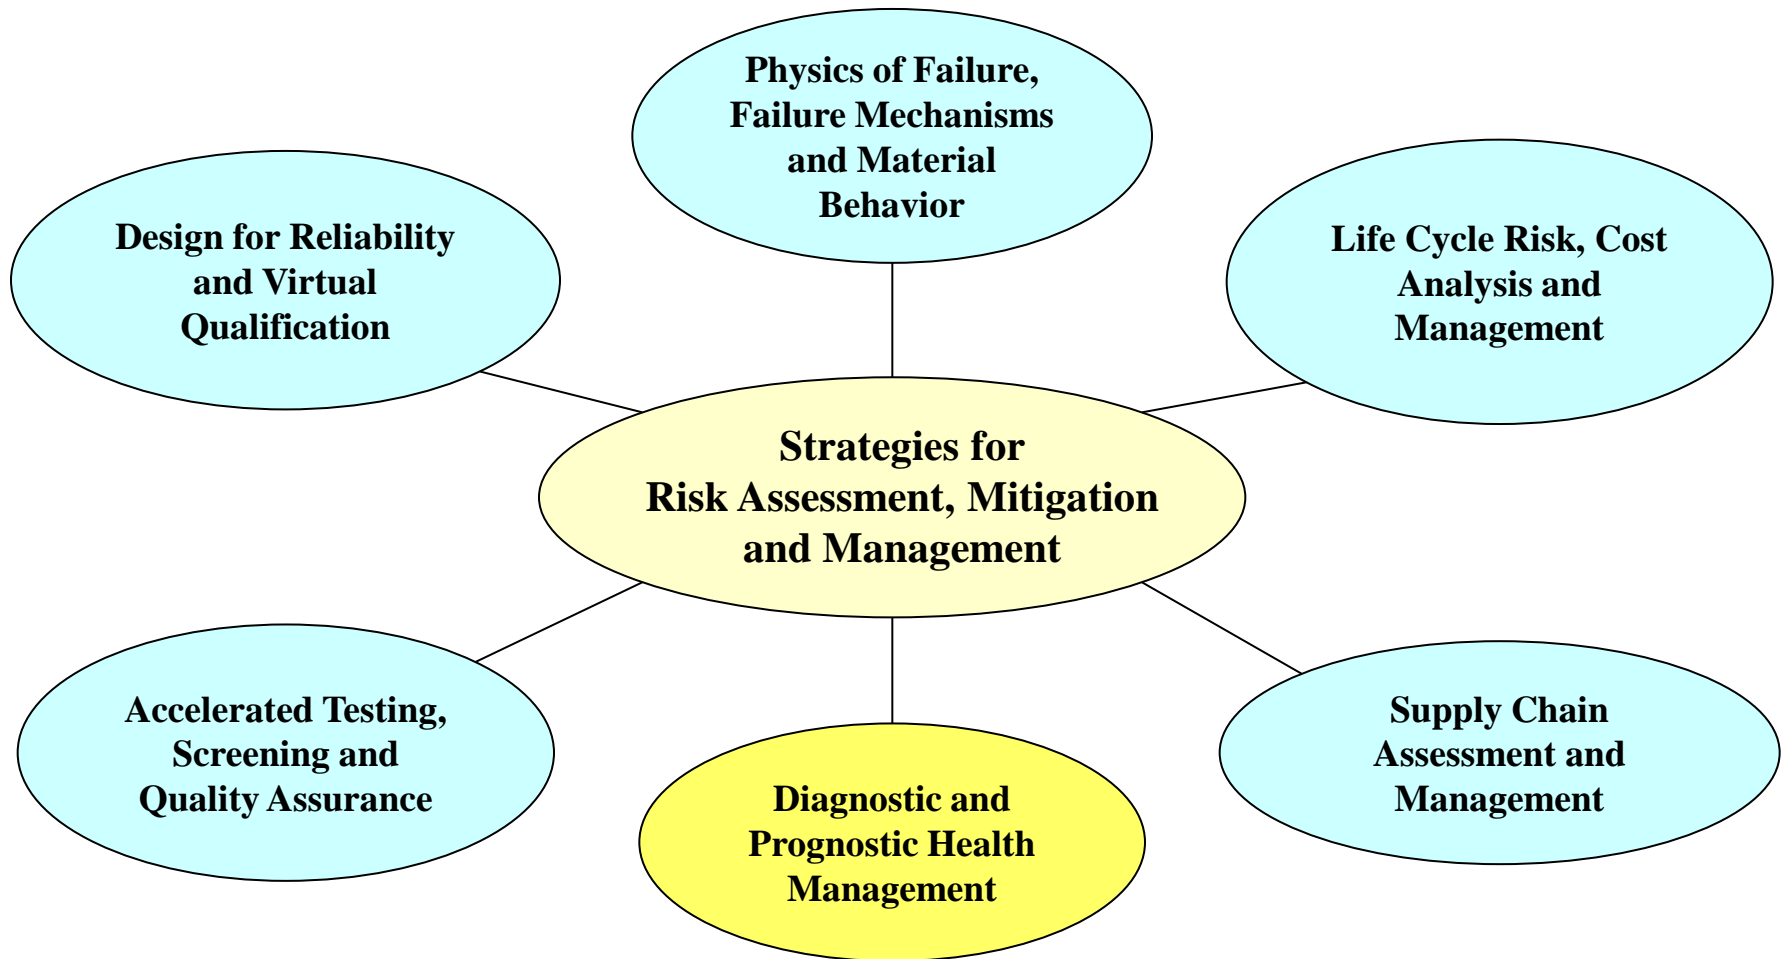 Physics of Failure,
Failure Mechanisms
and Material
Behavior
Design for Reliability
and Virtual
Qualification
Life Cycle Risk, Cost
Analysis and
Management
Strategies for
Risk Assessment, Mitigation
and Management
Accelerated Testing,
Screening and
Quality Assurance
Diagnostic and
Prognostic Health
Management
Supply Chain
Assessment and
Management